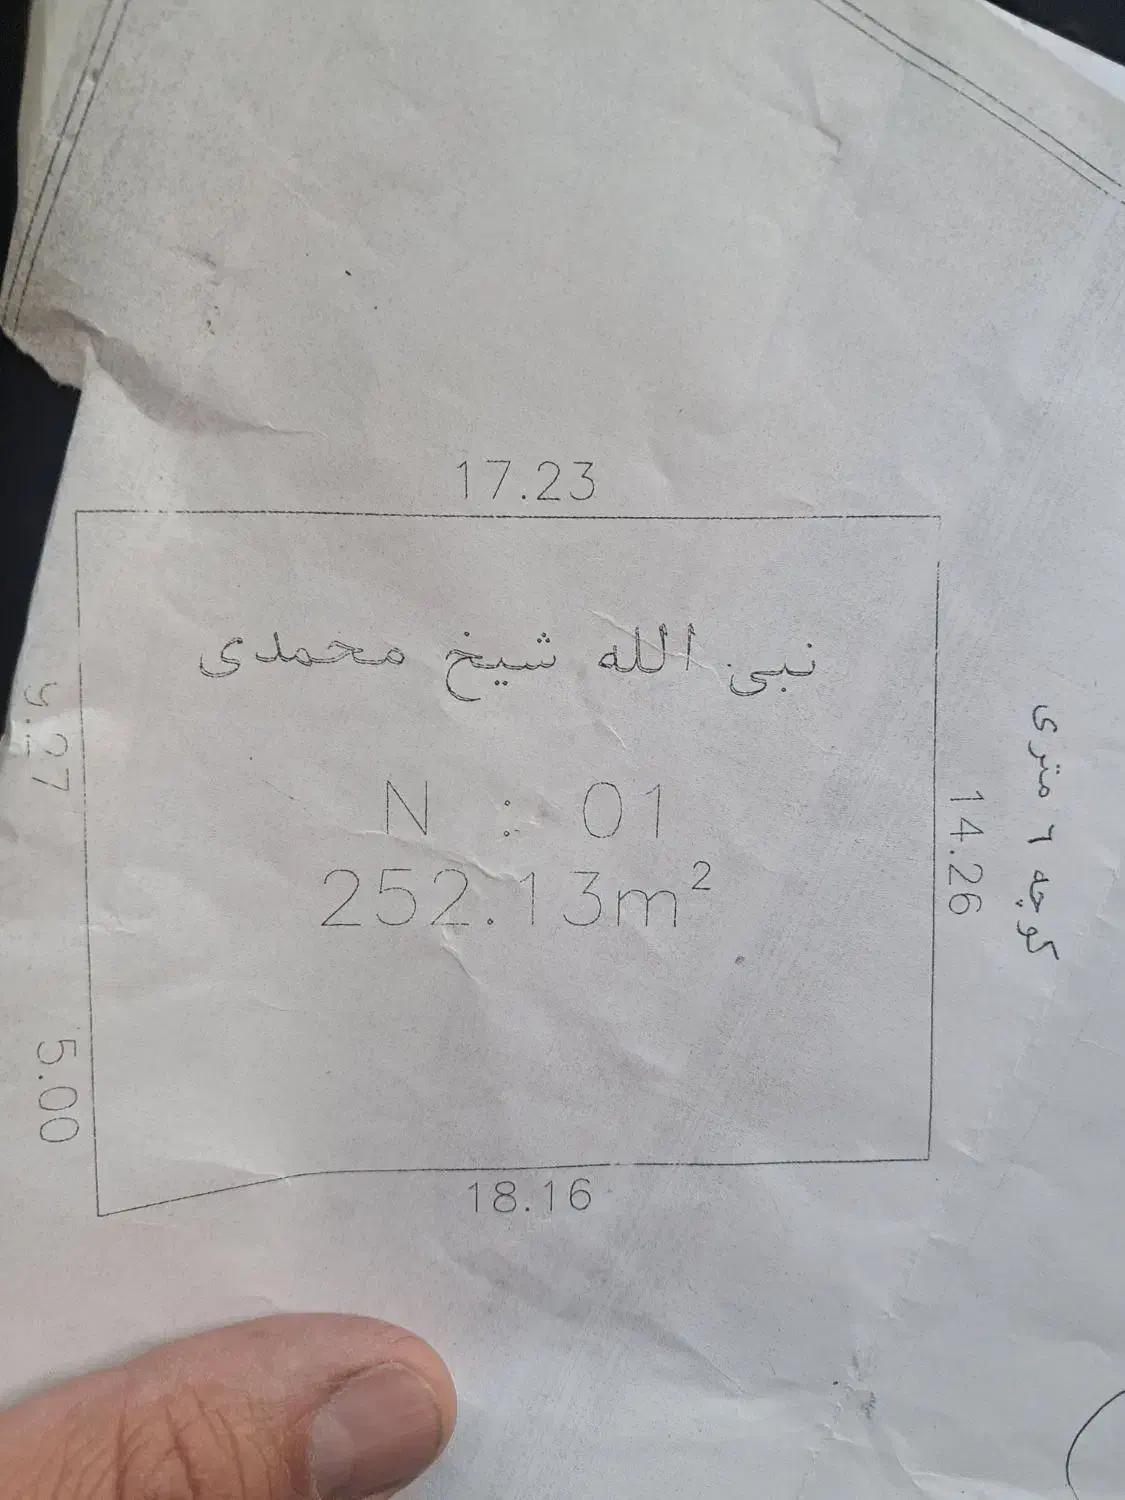 17.23
نبی الله شیخ محمدی
N : 01
252.13m²
9.27
5.00
14.26
کوچه ٦ متری
18.16